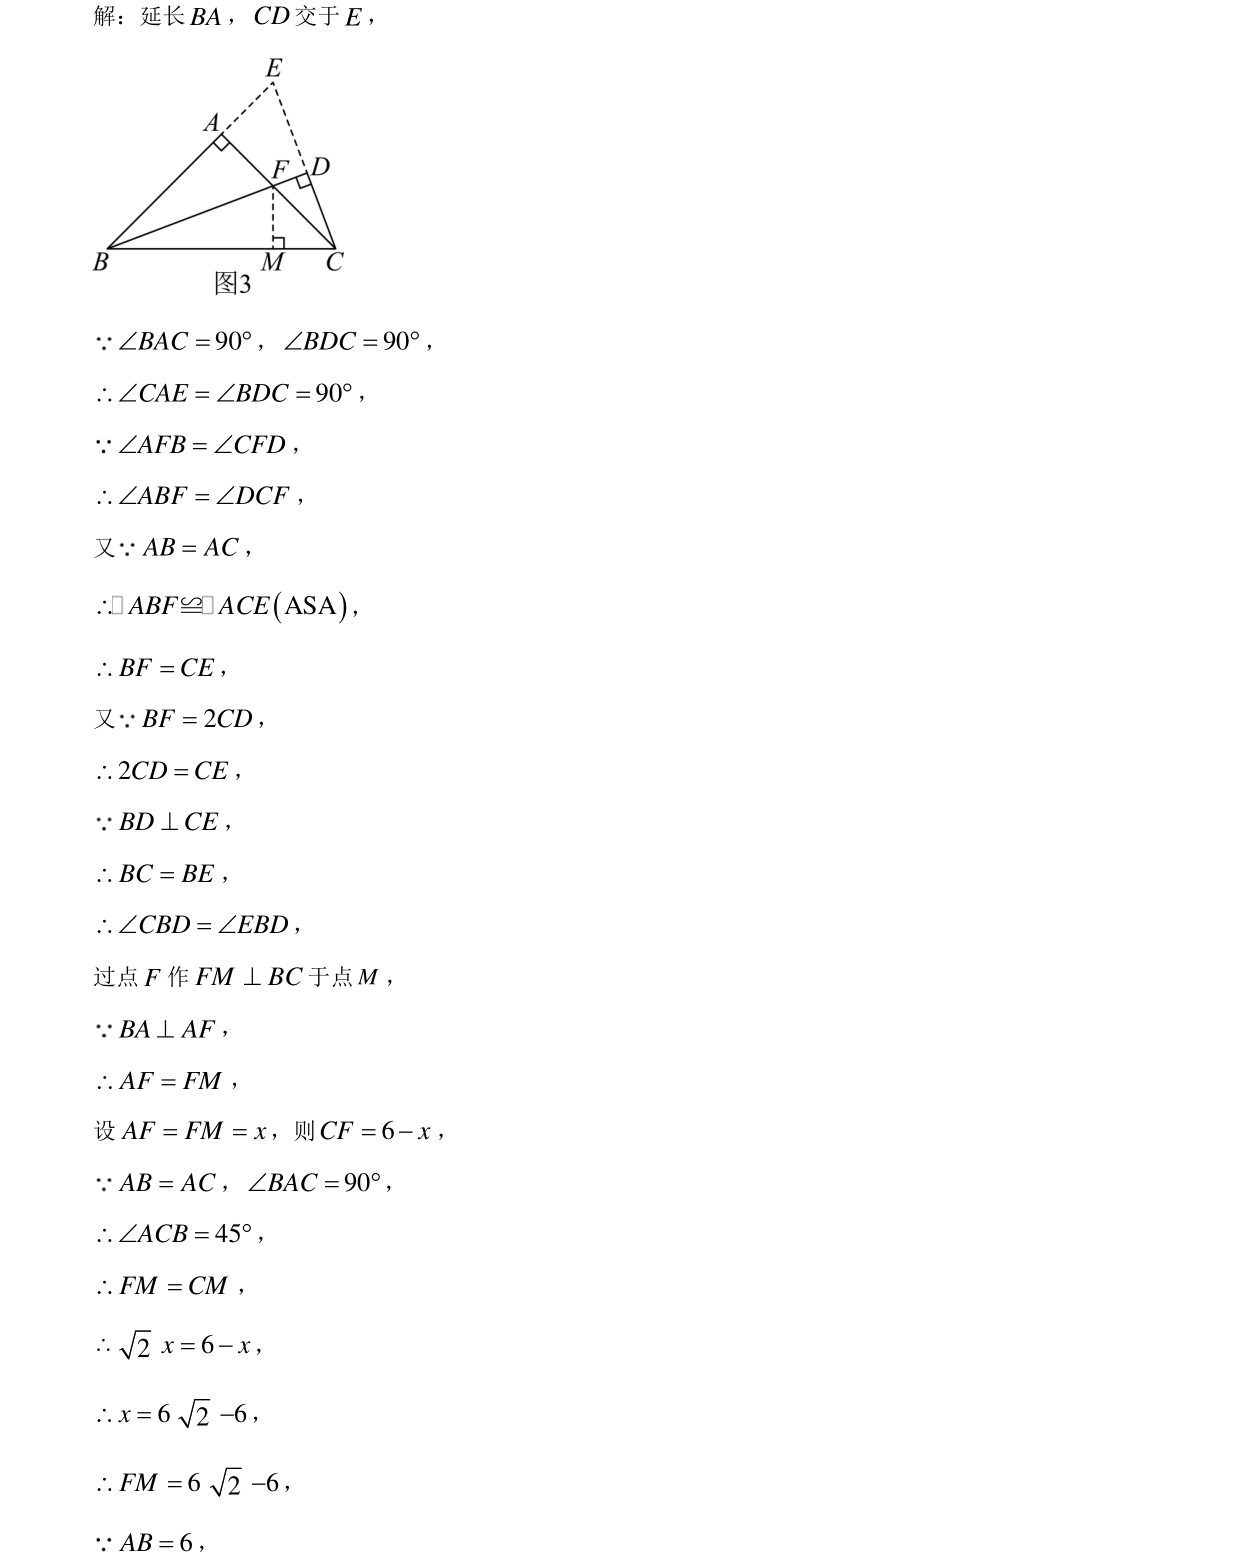 解：延长BA，CD交于E，
E
A
F D
B M C
图3
∵∠BAC=90°，∠BDC=90°，
∴∠CAE=∠BDC=90°，
∵∠AFB=∠CFD，
∴∠ABF=∠DCF，
又∵AB=AC，
∴□ABF≌□ACE(ASA)，
∴BF=CE，
又∵BF=2CD，
∴2CD=CE，
∵BD⊥CE，
∴BC=BE，
∴∠CBD=∠EBD，
过点F作FM⊥BC于点M，
∵BA⊥AF，
∴AF=FM，
设AF=FM=x，则CF=6−x，
∵AB=AC，∠BAC=90°，
∴∠ACB=45°，
∴FM=CM，
∴√2 x=6−x，
∴x=6√2−6，
∴FM=6√2−6，
∵AB=6，